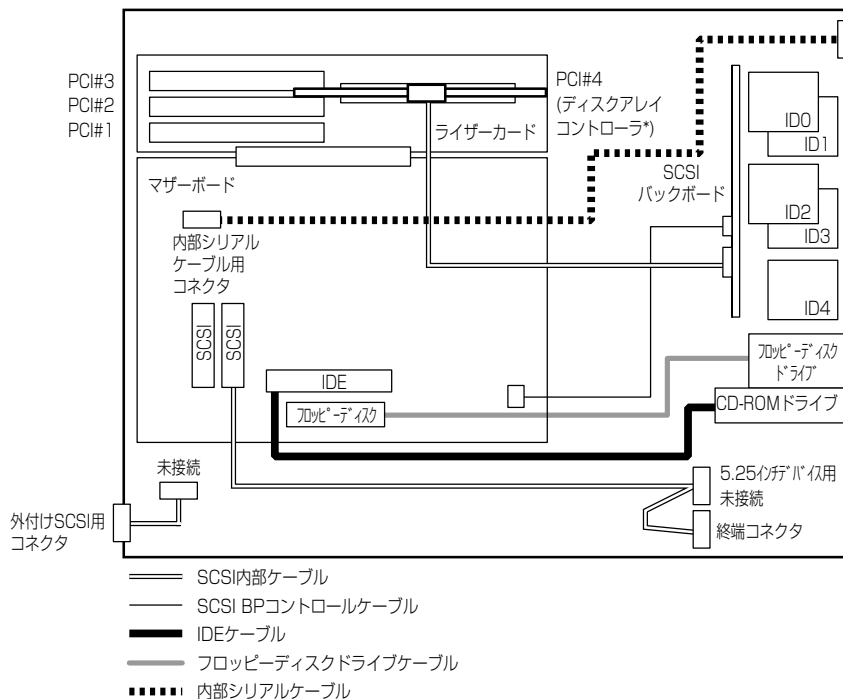 PCI#3
PCI#2
PCI#1
PCI#4
(ディスクアレイ
コントローラ*)
ライザーカード
マザーボード
SCSI
バックボード
ID0
ID1
ID2
ID3
ID4
内部シリアル
ケーブル用
コネクタ
SCSI
SCSI
IDE
フロッピーディスク
フロッピーディスク
ドライブ
CD-ROMドライブ
未接続
5.25インチデバイス用
未接続
外付けSCSI用
コネクタ
終端コネクタ
SCSI内部ケーブル
SCSI BPコントロールケーブル
IDEケーブル
フロッピーディスクドライブケーブル
内部シリアルケーブル